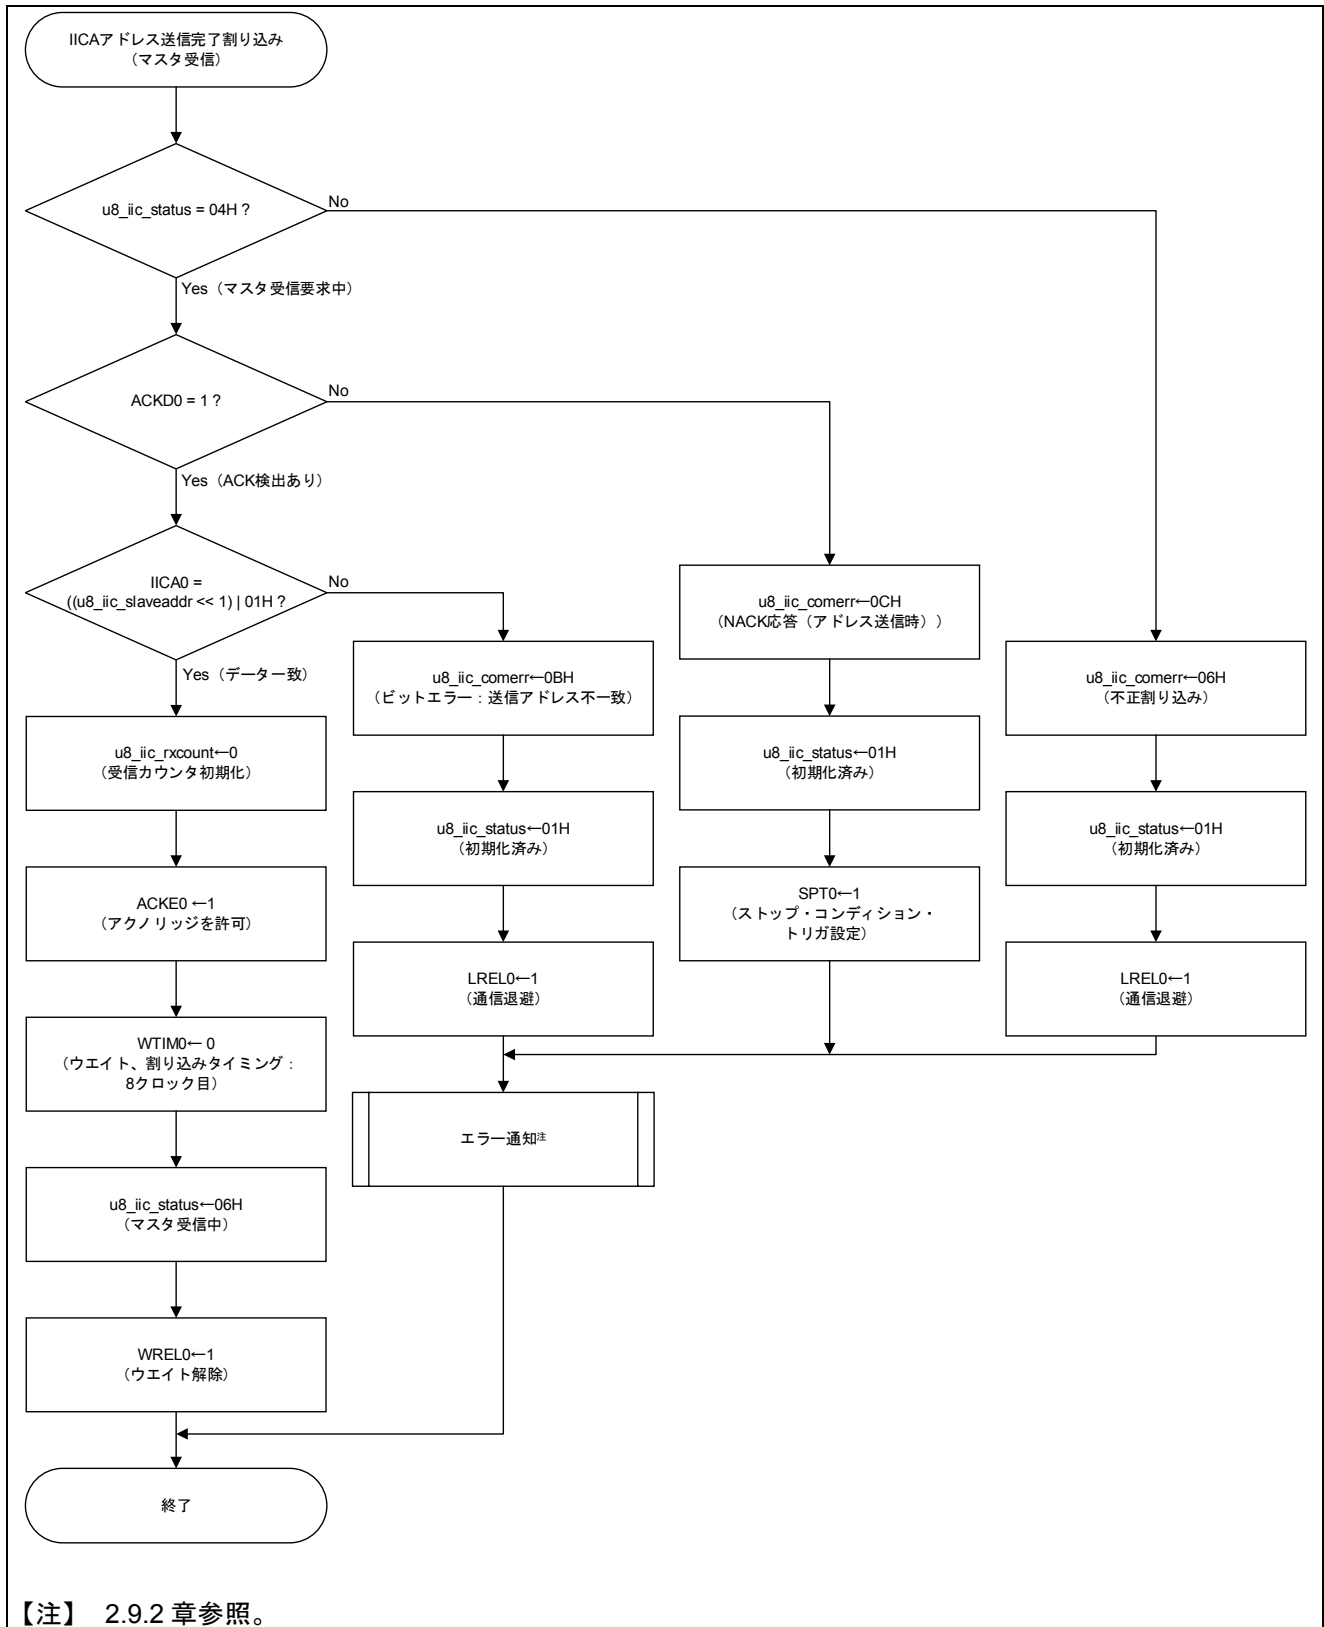 IICAアドレス送信完了割り込み
（マスタ受信）
u8_iic_status = 04H ?
No
Yes（マスタ受信要求中）
ACKD0 = 1 ?
No
Yes（ACK検出あり）
IICA0 =
((u8_iic_slaveaddr << 1) | 01H ?
No
Yes（データ一致）
u8_iic_rxcount←0
（受信カウンタ初期化）
ACKE0 ←1
（アクノリッジを許可）
WTIM0← 0
（ウエイト、割り込みタイミング：
8クロック目）
u8_iic_status←06H
（マスタ受信中）
WREL0←1
（ウエイト解除）
終了
u8_iic_comerr←0BH
（ビットエラー：送信アドレス不一致）
u8_iic_status←01H
（初期化済み）
LREL0←1
（通信退避）
エラー通知注
u8_iic_comerr←0CH
（NACK応答（アドレス送信時））
u8_iic_status←01H
（初期化済み）
SPT0←1
（ストップ・コンディション・
トリガ設定）
u8_iic_comerr←06H
（不正割り込み）
u8_iic_status←01H
（初期化済み）
LREL0←1
（通信退避）
【注】 2.9.2 章参照。